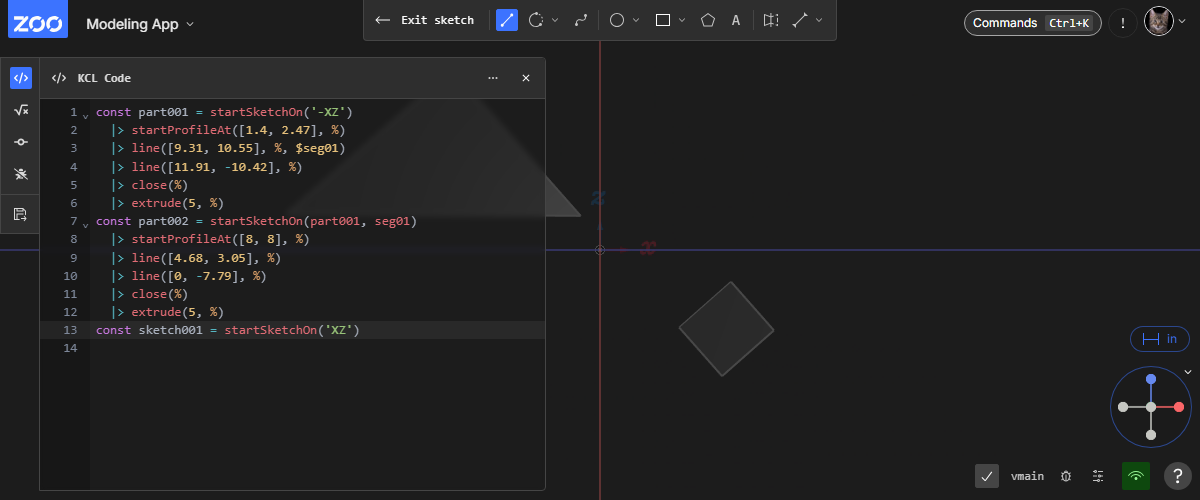 ZOO
Modeling App
Exit sketch
A
Commands Ctrl+K
!
</> KCL Code
1 const part001 = startSketchOn('-XZ')
2 |> startProfileAt([1.4, 2.47], %)
3 |> line([9.31, 10.55], %, $seg01)
4 |> line([11.91, -10.42], %)
5 |> close(%)
6 |> extrude(5, %)
7 const part002 = startSketchOn(part001, seg01)
8 |> startProfileAt([8, 8], %)
9 |> line([4.68, 3.05], %)
10 |> line([0, -7.79], %)
11 |> close(%)
12 |> extrude(5, %)
13 const sketch001 = startSketchOn('XZ')
14
z
x
in
vmain
?